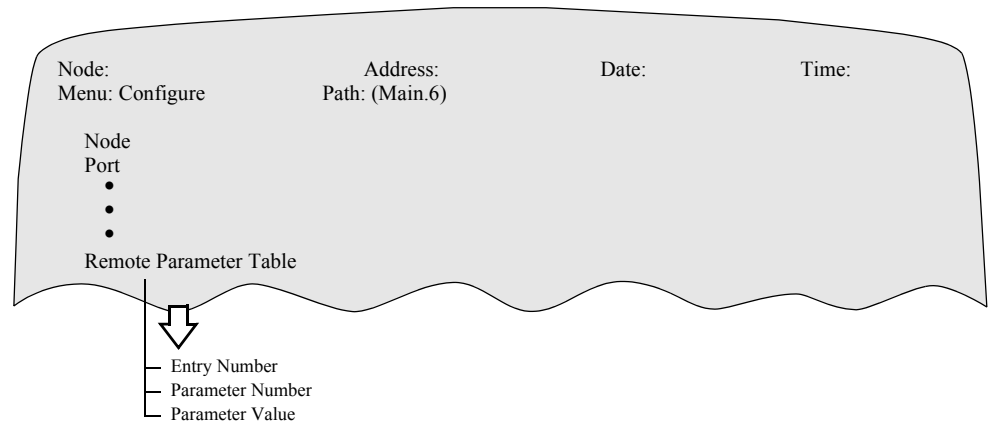 Node: Address: Date: Time:
Menu: Configure Path: (Main.6)
Node
Port
•
•
•
Remote Parameter Table
Entry Number
Parameter Number
Parameter Value